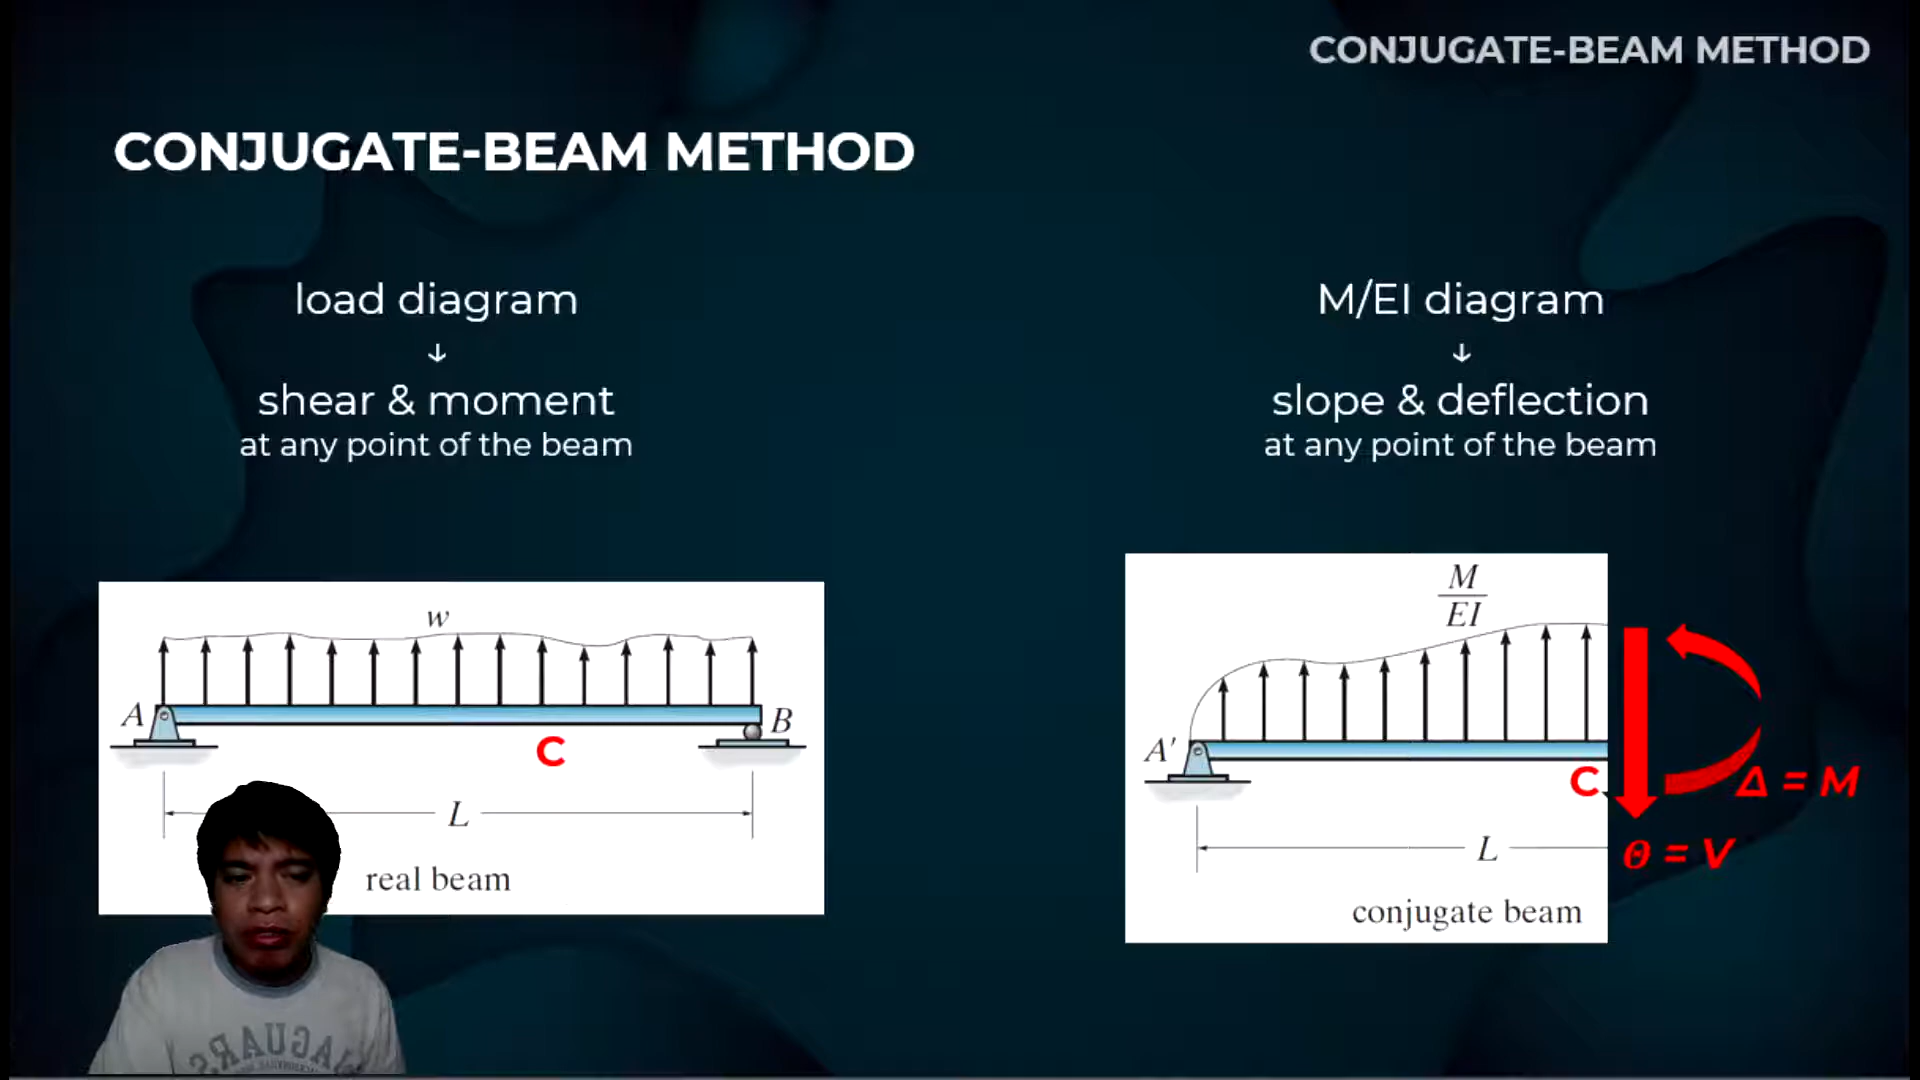 CONJUGATE-BEAM METHOD
CONJUGATE-BEAM METHOD
load diagram
↓
shear & moment
at any point of the beam
M/EI diagram
↓
slope & deflection
at any point of the beam
w
A
B
C
L
real beam
M
EI
A'
C
Δ = M
θ = V
L
conjugate beam
JAGUARS